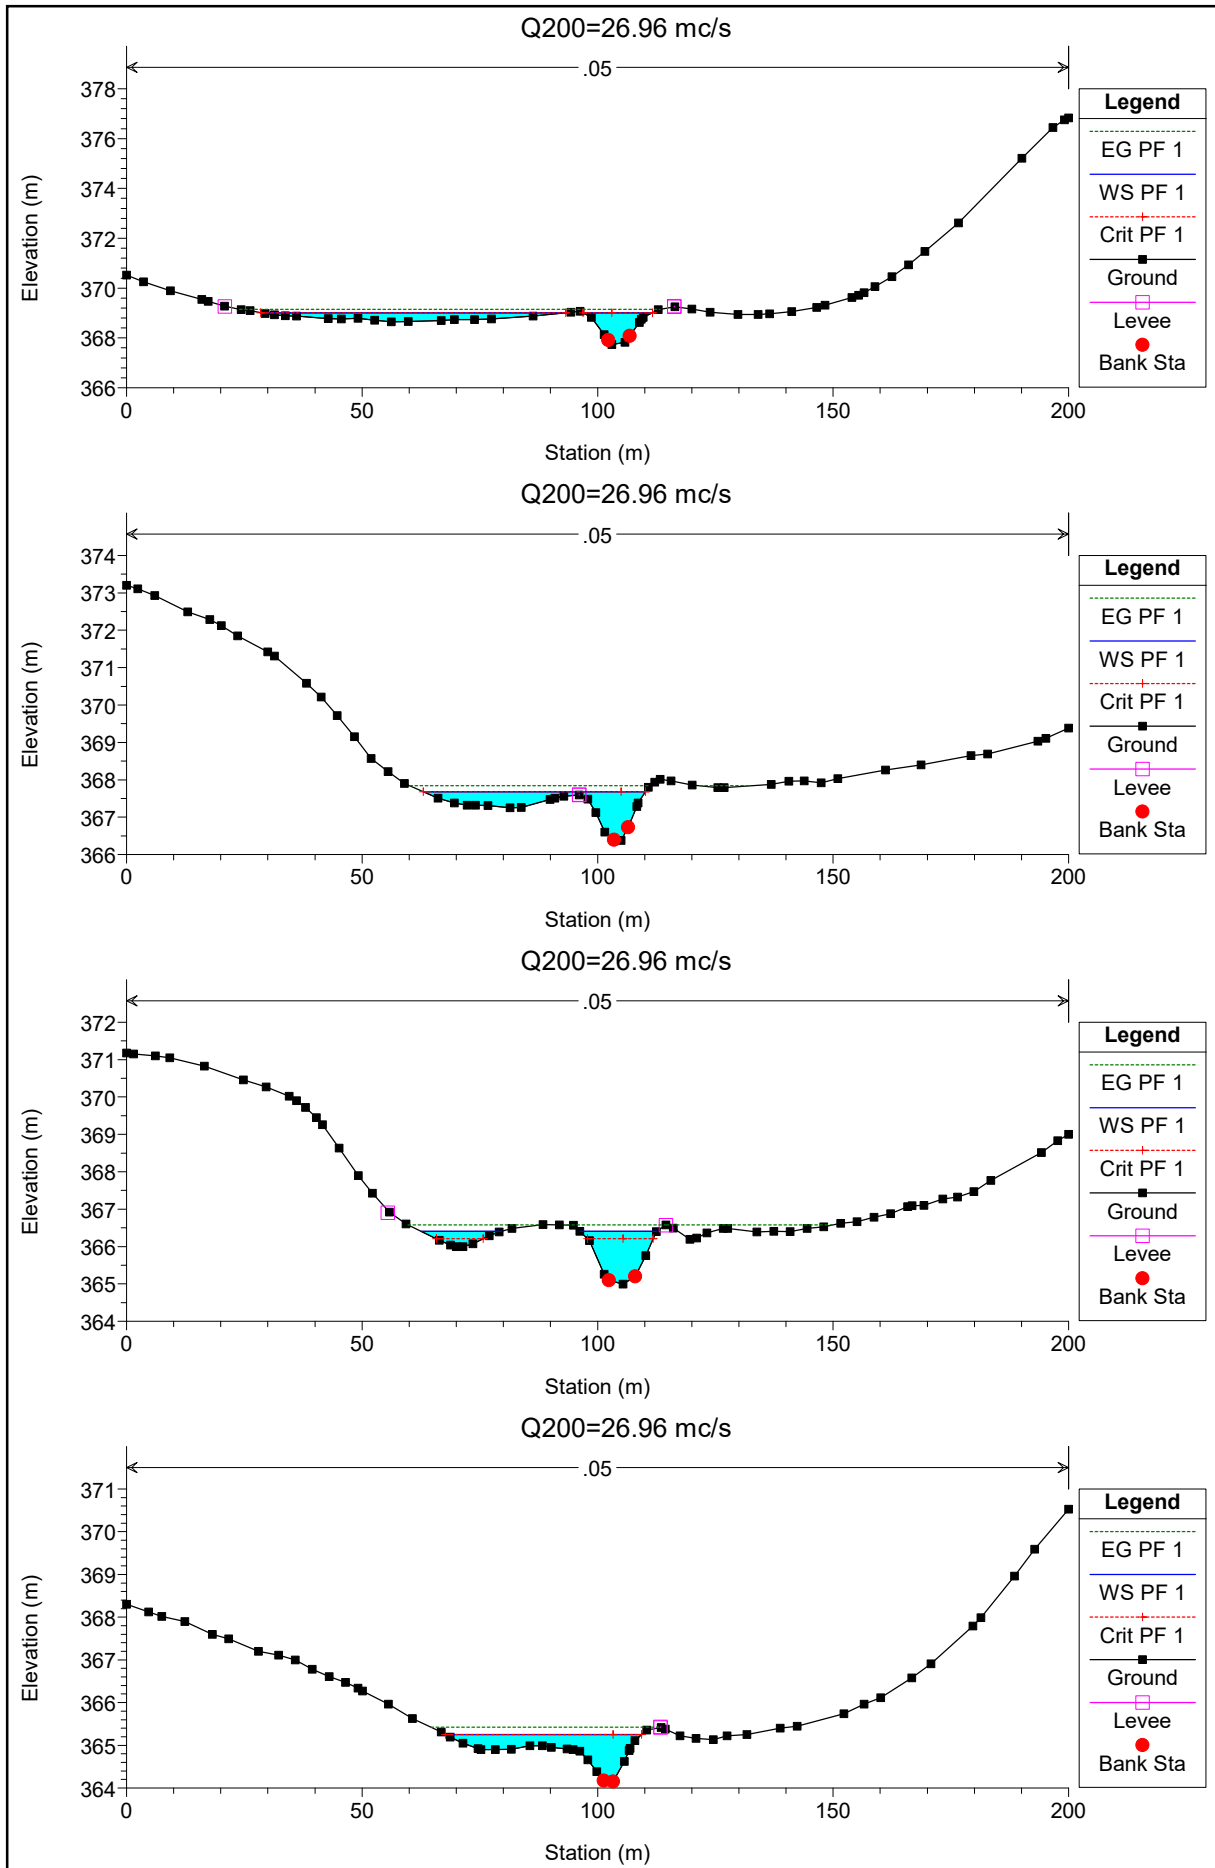 Q200=26.96 mc/s
.05
378
376
374
372
370
368
366
0
50
100
150
200
Elevation (m)
Station (m)
Legend
EG PF 1
WS PF 1
Crit PF 1
Ground
Levee
Bank Sta
Q200=26.96 mc/s
.05
374
373
372
371
370
369
368
367
366
0
50
100
150
200
Elevation (m)
Station (m)
Legend
EG PF 1
WS PF 1
Crit PF 1
Ground
Levee
Bank Sta
Q200=26.96 mc/s
.05
372
371
370
369
368
367
366
365
364
0
50
100
150
200
Elevation (m)
Station (m)
Legend
EG PF 1
WS PF 1
Crit PF 1
Ground
Levee
Bank Sta
Q200=26.96 mc/s
.05
371
370
369
368
367
366
365
364
0
50
100
150
200
Elevation (m)
Station (m)
Legend
EG PF 1
WS PF 1
Crit PF 1
Ground
Levee
Bank Sta